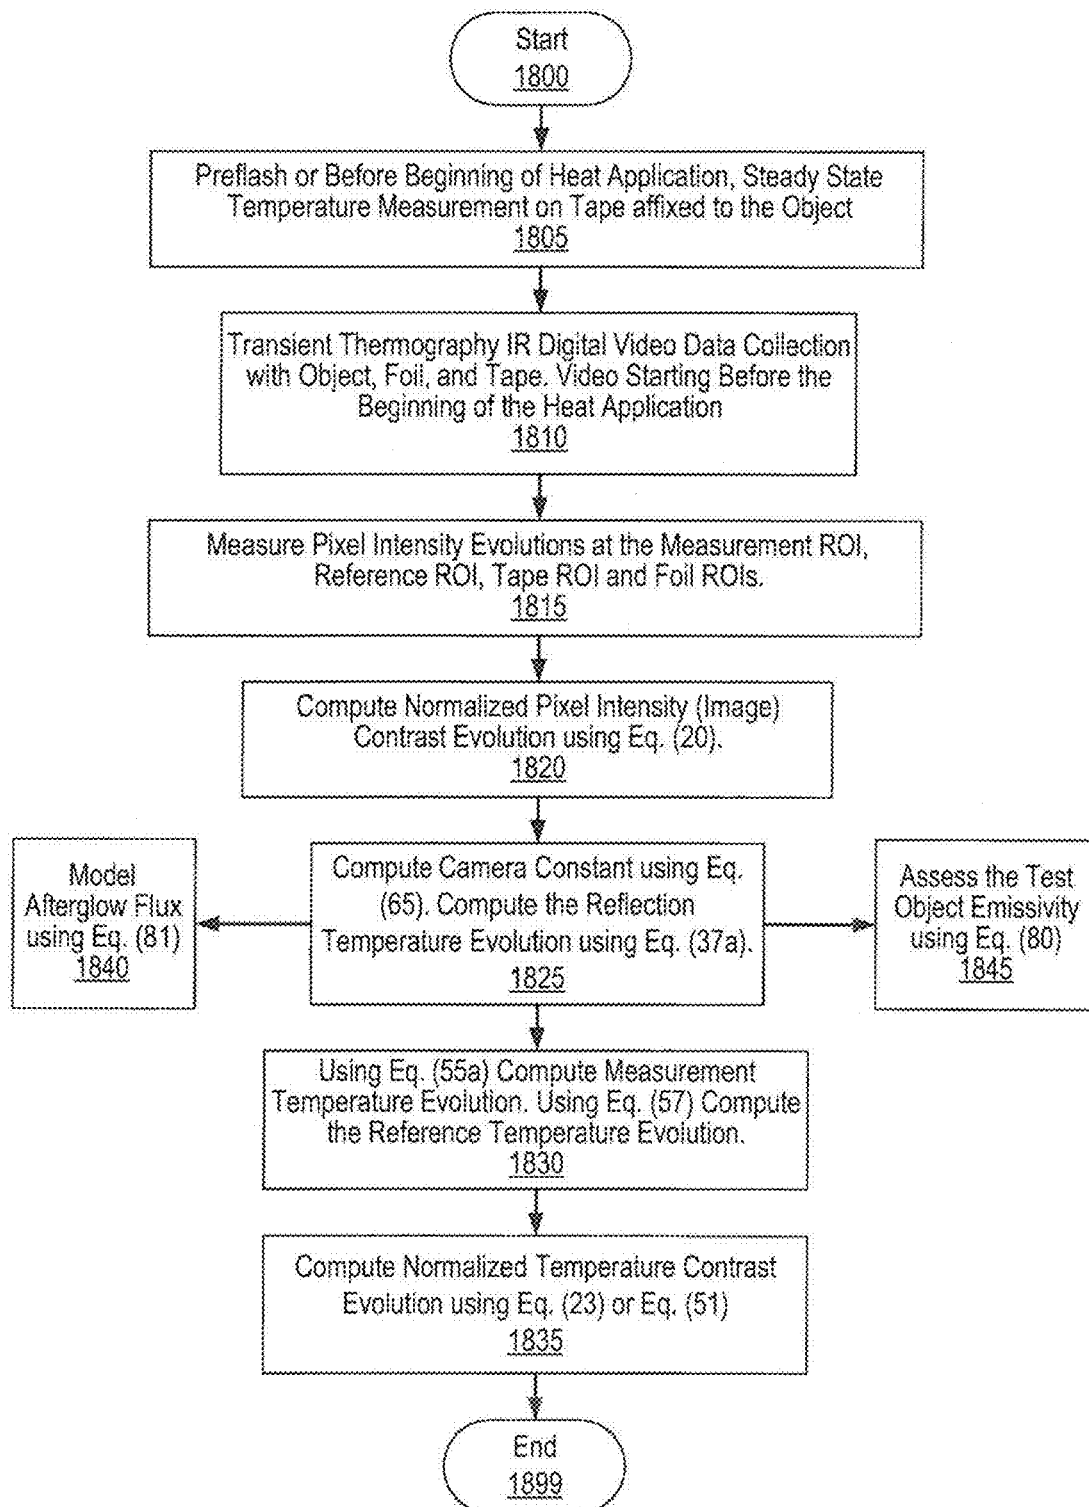 Start
1800
Preflash or Before Beginning of Heat Application, Steady State
Temperature Measurement on Tape affixed to the Object
1805
Transient Thermography IR Digital Video Data Collection
with Object, Foil, and Tape. Video Starting Before the
Beginning of the Heat Application
1810
Measure Pixel Intensity Evolutions at the Measurement ROI,
Reference ROI, Tape ROI and Foil ROIs.
1815
Compute Normalized Pixel Intensity (Image)
Contrast Evolution using Eq. (20).
1820
Model
Afterglow Flux
using Eq. (81)
1840
Compute Camera Constant using Eq.
(65). Compute the Reflection
Temperature Evolution using Eq. (37a).
1825
Assess the Test
Object Emissivity
using Eq. (80)
1845
Using Eq. (55a) Compute Measurement
Temperature Evolution. Using Eq. (57) Compute
the Reference Temperature Evolution.
1830
Compute Normalized Temperature Contrast
Evolution using Eq. (23) or Eq. (51)
1835
End
1899